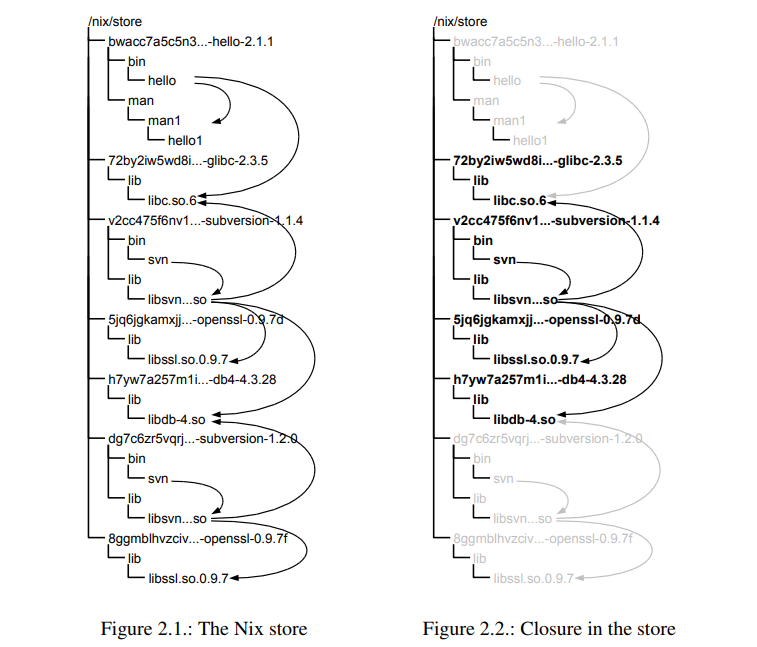 /nix/store
bwacc7a5c5n3...-hello-2.1.1
bin
hello
man
man1
hello1
72by2iw5wd8i...-glibc-2.3.5
lib
libc.so.6
v2cc475f6nv1...-subversion-1.1.4
bin
svn
lib
libsvn...so
5jq6jgkamxjj...-openssl-0.9.7d
lib
libssl.so.0.9.7
h7yw7a257m1i...-db4-4.3.28
lib
libdb-4.so
dg7c6zr5vqrj...-subversion-1.2.0
bin
svn
lib
libsvn...so
8ggmblhvzciv...-openssl-0.9.7f
lib
libssl.so.0.9.7
Figure 2.1.: The Nix store
/nix/store
bwacc7a5c5n3...-hello-2.1.1
bin
hello
man
man1
hello1
72by2iw5wd8i...-glibc-2.3.5
lib
libc.so.6
v2cc475f6nv1...-subversion-1.1.4
bin
svn
lib
libsvn...so
5jq6jgkamxjj...-openssl-0.9.7d
lib
libssl.so.0.9.7
h7yw7a257m1i...-db4-4.3.28
lib
libdb-4.so
dg7c6zr5vqrj...-subversion-1.2.0
bin
svn
lib
libsvn...so
8ggmblhvzciv...-openssl-0.9.7f
lib
libssl.so.0.9.7
Figure 2.2.: Closure in the store